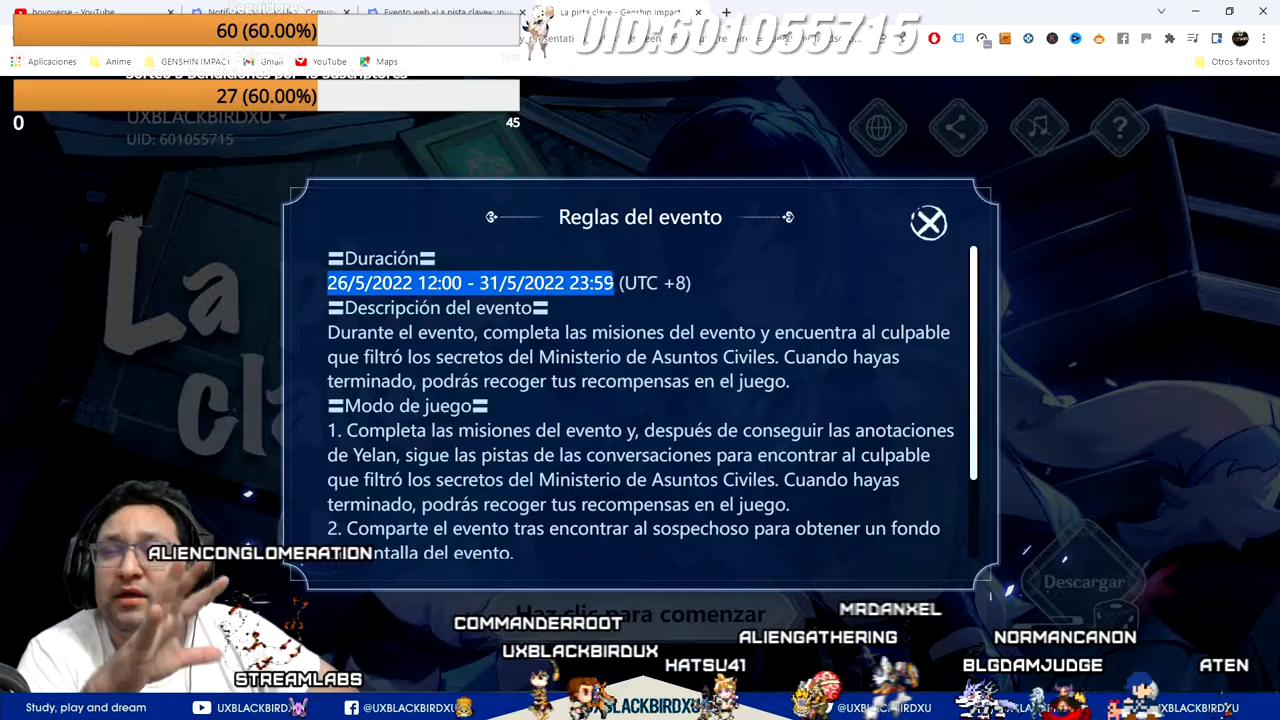 hoyoverse - YouTube
Evento web «La pista clave»: ¡pu
La pista clave - Genshin Impact
Seguidores
60 (60.00%)
UID:601055715
Aplicaciones
Anime
GENSHIN IMPACT
Gmail
YouTube
Maps
Otros favoritos
27 (60.00%)
0
45
UXBLACKBIRDXU
UID: 601055715
La pista
Reglas del evento
〓Duración〓
26/5/2022 12:00 - 31/5/2022 23:59 (UTC +8)
〓Descripción del evento〓
Durante el evento, completa las misiones del evento y encuentra al culpable
que filtró los secretos del Ministerio de Asuntos Civiles. Cuando hayas
terminado, podrás recoger tus recompensas en el juego.
〓Modo de juego〓
1. Completa las misiones del evento y, después de conseguir las anotaciones
de Yelan, sigue las pistas de las conversaciones para encontrar al culpable
que filtró los secretos del Ministerio de Asuntos Civiles. Cuando hayas
terminado, podrás recoger tus recompensas en el juego.
2. Comparte el evento tras encontrar al sospechoso para obtener un fondo
pantalla del evento.
Descargar
Haz clic para comenzar
ALIENCONGLOMERATION
COMMANDERROOT
MRDANXEL
ALIENGATHERING
NORMANCANON
UXBLACKBIRDUX
HATSU41
BLGDAMJUDGE
ATEN
STREAMLABS
Study, play and dream
UXBLACKBIRD
@UXBLACKBIRDXU
UXBLACKBIRDXU
@UXBLACKBIRDXU
UXBLACKBIRDXU